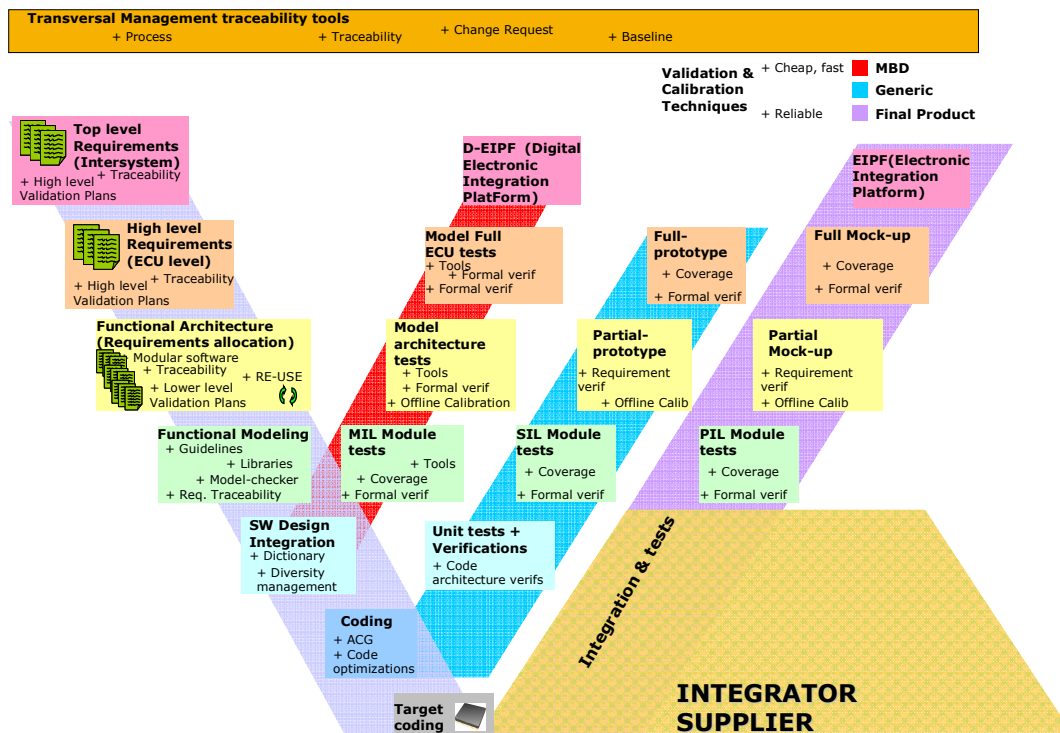 Transversal Management traceability tools
+ Process
+ Traceability
+ Change Request
+ Baseline
Validation &
Calibration
Techniques
+ Cheap, fast
+ Reliable
MBD
Generic
Final Product
Top level
Requirements
(Intersystem)
+ Traceability
+ High level
Validation Plans
D-EIPF (Digital
Electronic
Integration
PlatForm)
EIPF(Electronic
Integration
Platform)
High level
Requirements
(ECU level)
+ Traceability
+ High level
Validation Plans
Model Full
ECU tests
+ Tools
+ Formal verif
+ Formal verif
Full-
prototype
+ Coverage
+ Formal verif
Full Mock-up
+ Coverage
+ Formal verif
Functional Architecture
(Requirements allocation)
+ Modular software
+ Traceability
+ RE-USE
+ Lower level
Validation Plans
Model
architecture
tests
+ Tools
+ Formal verif
+ Offline Calibration
Partial-
prototype
+ Requirement
verif
+ Offline Calib
Partial
Mock-up
+ Requirement
verif
+ Offline Calib
Functional Modeling
+ Guidelines
+ Libraries
+ Model-checker
+ Req. Traceability
MIL Module
tests
+ Tools
+ Coverage
+ Formal verif
SIL Module
tests
+ Coverage
+ Formal verif
PIL Module
tests
+ Coverage
+ Formal verif
SW Design
Integration
+ Dictionary
+ Diversity
management
Unit tests +
Verifications
+ Code
architecture verifs
Integration & tests
Coding
+ ACG
+ Code
optimizations
Target
coding
INTEGRATOR
SUPPLIER